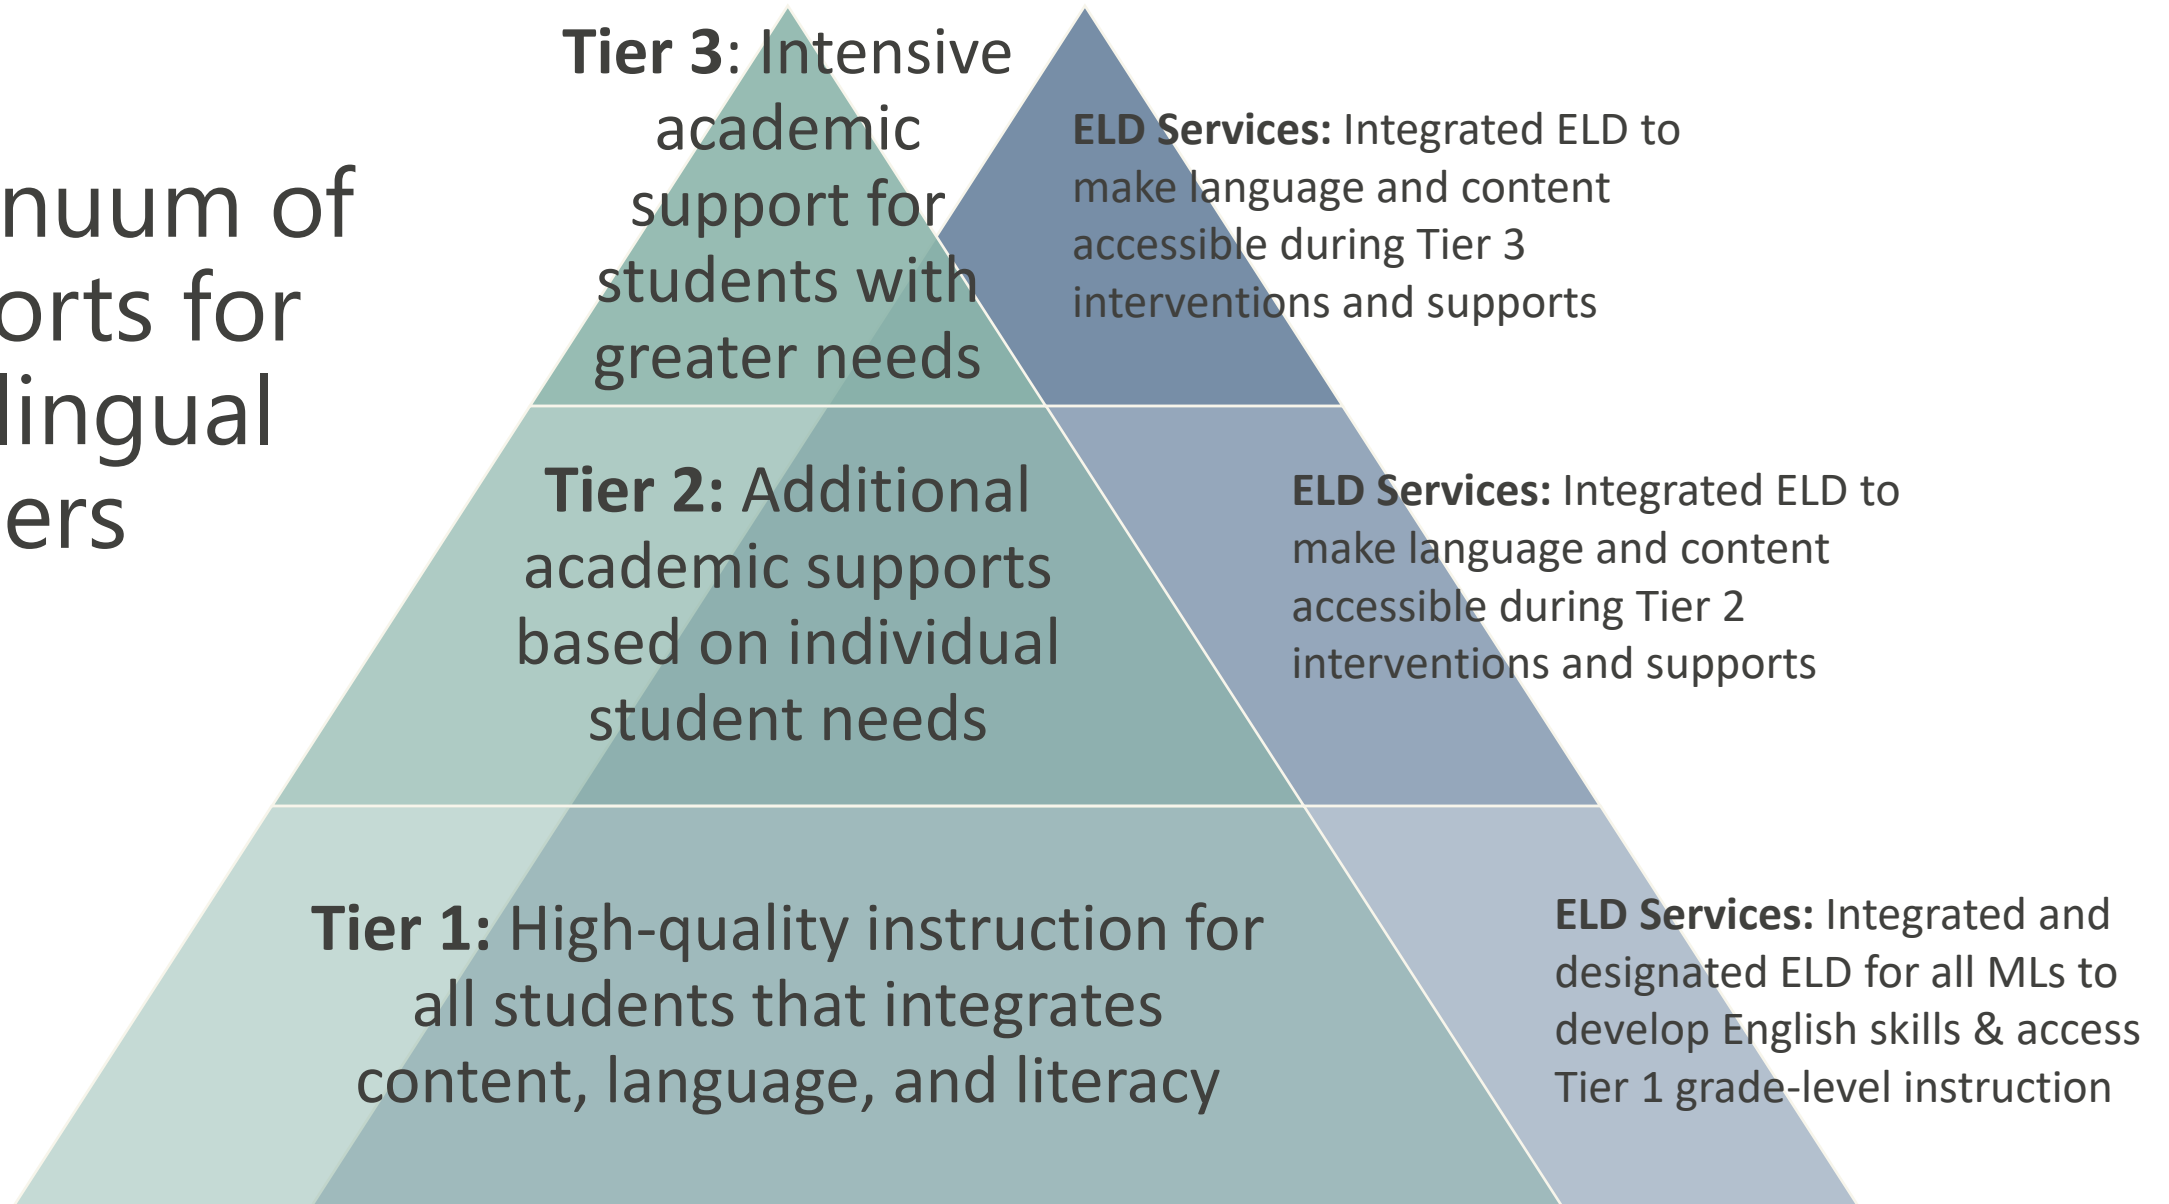 nuum of
orts for
lingual
ers
Tier 3: Intensive
academic
support for
students with
greater needs
ELD Services: Integrated ELD to
make language and content
accessible during Tier 3
interventions and supports
Tier 2: Additional
academic supports
based on individual
student needs
ELD Services: Integrated ELD to
make language and content
accessible during Tier 2
interventions and supports
Tier 1: High-quality instruction for
all students that integrates
content, language, and literacy
ELD Services: Integrated and
designated ELD for all MLs to
develop English skills & access
Tier 1 grade-level instruction